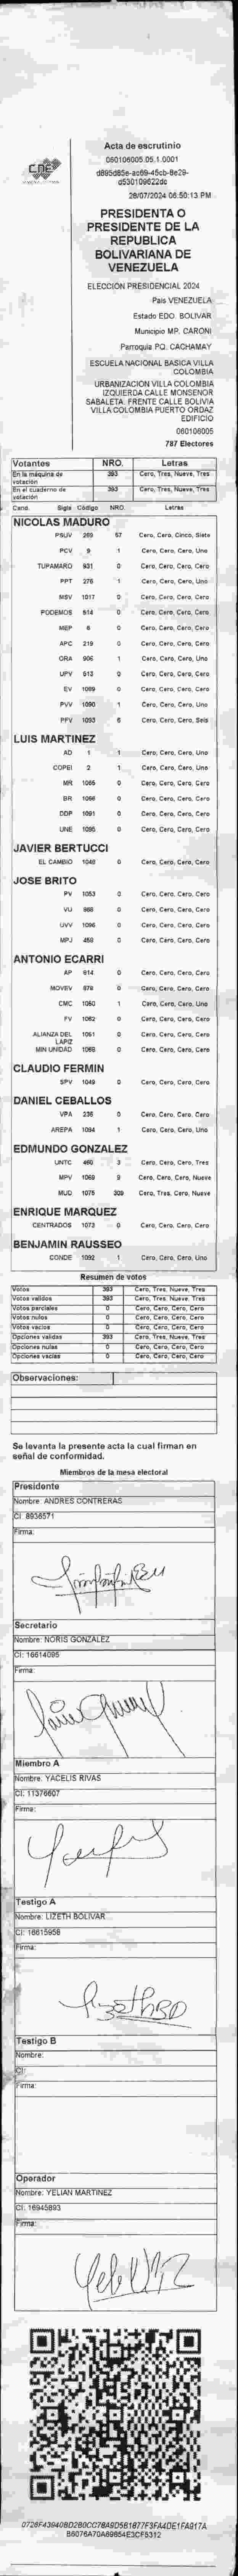 CNE
Acta de escrutinio
060106005.05.1.0001
d530109622dc
28/07/2024 06:50:13 PM
PRESIDENTA O
PRESIDENTE DE LA
REPUBLICA
BOLIVARIANA DE
VENEZUELA
ELECCIÓN PRESIDENCIAL 2024
Pais VENEZUELA
Estado EDO. BOLIVAR
Municipio MP. CARONI
Parroquia PQ. CACHAMAY
ESCUELA NACIONAL BASICA VILLA
COLOMBIA
URBANIZACION VILLA COLOMBIA
IZQUIERDA CALLE MONSENOR
SABALETA. FRENTE CALLE BOLIVIA
VILLA COLOMBIA PUERTO ORDAZ
EDIFICIO
060106005
787 Electores
Votantes NRO. Letras
En la máquina de votación 393 Cero, Tres, Nueve, Tres
En el cuaderno de votación 393 Cero, Tres, Nueve, Tres
Cand. Sigla Código NRO. Letras
NICOLAS MADURO
PSUV 269 57 Cero, Cero, Cinco, Siete
PCV 9 1 Cero, Cero, Cero, Uno
TUPAMARO 931 0 Cero, Cero, Cero, Cero
PPT 276 1 Cero, Cero, Cero, Uno
MSV 1017 0 Cero, Cero, Cero, Cero
PODEMOS 514 0 Cero, Cero, Cero, Cero
MEP 6 0 Cero, Cero, Cero, Cero
APC 219 0 Cero, Cero, Cero, Cero
ORA 906 1 Cero, Cero, Cero, Uno
UPV 613 0 Cero, Cero, Cero, Cero
EV 1089 0 Cero, Cero, Cero, Cero
PVV 1090 1 Cero, Cero, Cero, Uno
PFV 1093 6 Cero, Cero, Cero, Seis
LUIS MARTINEZ
AD 1 1 Cero, Cero, Cero, Uno
COPEI 2 1 Cero, Cero, Cero, Uno
MR 1065 0 Cero, Cero, Cero, Cero
BR 1066 0 Cero, Cero, Cero, Cero
DDP 1091 0 Cero, Cero, Cero, Cero
UNE 1095 0 Cero, Cero, Cero, Cero
JAVIER BERTUCCI
EL CAMBIO 1048 0 Cero, Cero, Cero, Cero
JOSE BRITO
PV 1053 0 Cero, Cero, Cero, Cero
VU 968 0 Cero, Cero, Cero, Cero
UVV 1096 0 Cero, Cero, Cero, Cero
MPJ 459 0 Cero, Cero, Cero, Cero
ANTONIO ECARRI
AP 914 0 Cero, Cero, Cero, Cero
MOVEV 678 0 Cero, Cero, Cero, Cero
CMC 1050 1 Cero, Cero, Cero, Uno
FV 1062 0 Cero, Cero, Cero, Cero
ALIANZA DEL LAPIZ 1051 0 Cero, Cero, Cero, Cero
MIN UNIDAD 1069 0 Cero, Cero, Cero, Cero
CLAUDIO FERMIN
SPV 1049 0 Cero, Cero, Cero, Cero
DANIEL CEBALLOS
VPA 236 0 Cero, Cero, Cero, Cero
AREPA 1094 1 Cero, Cero, Cero, Uno
EDMUNDO GONZALEZ
UNTC 460 3 Cero, Cero, Cero, Tres
MPV 1069 9 Cero, Cero, Cero, Nueve
MUD 1075 309 Cero, Tres, Cero, Nueve
ENRIQUE MARQUEZ
CENTRADOS 1073 0 Cero, Cero, Cero, Cero
BENJAMIN RAUSSEO
CONDE 1092 1 Cero, Cero, Cero, Uno
Resumen de votos
Votos 393 Cero, Tres, Nueve, Tres
Votos validos 393 Cero, Tres, Nueve, Tres
Votos parciales 0 Cero, Cero, Cero, Cero
Votos nulos 0 Cero, Cero, Cero, Cero
Votos vacios 0 Cero, Cero, Cero, Cero
Opciones validas 393 Cero, Tres, Nueve, Tres
Opciones nulas 0 Cero, Cero, Cero, Cero
Opciones vacias 0 Cero, Cero, Cero, Cero
Observaciones:
Se levanta la presente acta la cual firman en
señal de conformidad.
Miembros de la mesa electoral
Presidente
Nombre: ANDRES CONTRERAS
CI: 8936571
Firma:
Secretario
Nombre: NORIS GONZALEZ
CI: 16614095
Firma:
Miembro A
Nombre: YACELIS RIVAS
CI: 11376607
Firma:
Testigo A
Nombre: LIZETH BOLIVAR
CI: 16615958
Firma:
Testigo B
Nombre:
CI:
Firma:
Operador
Nombre: YELIAN MARTINEZ
CI: 16945893
Firma: